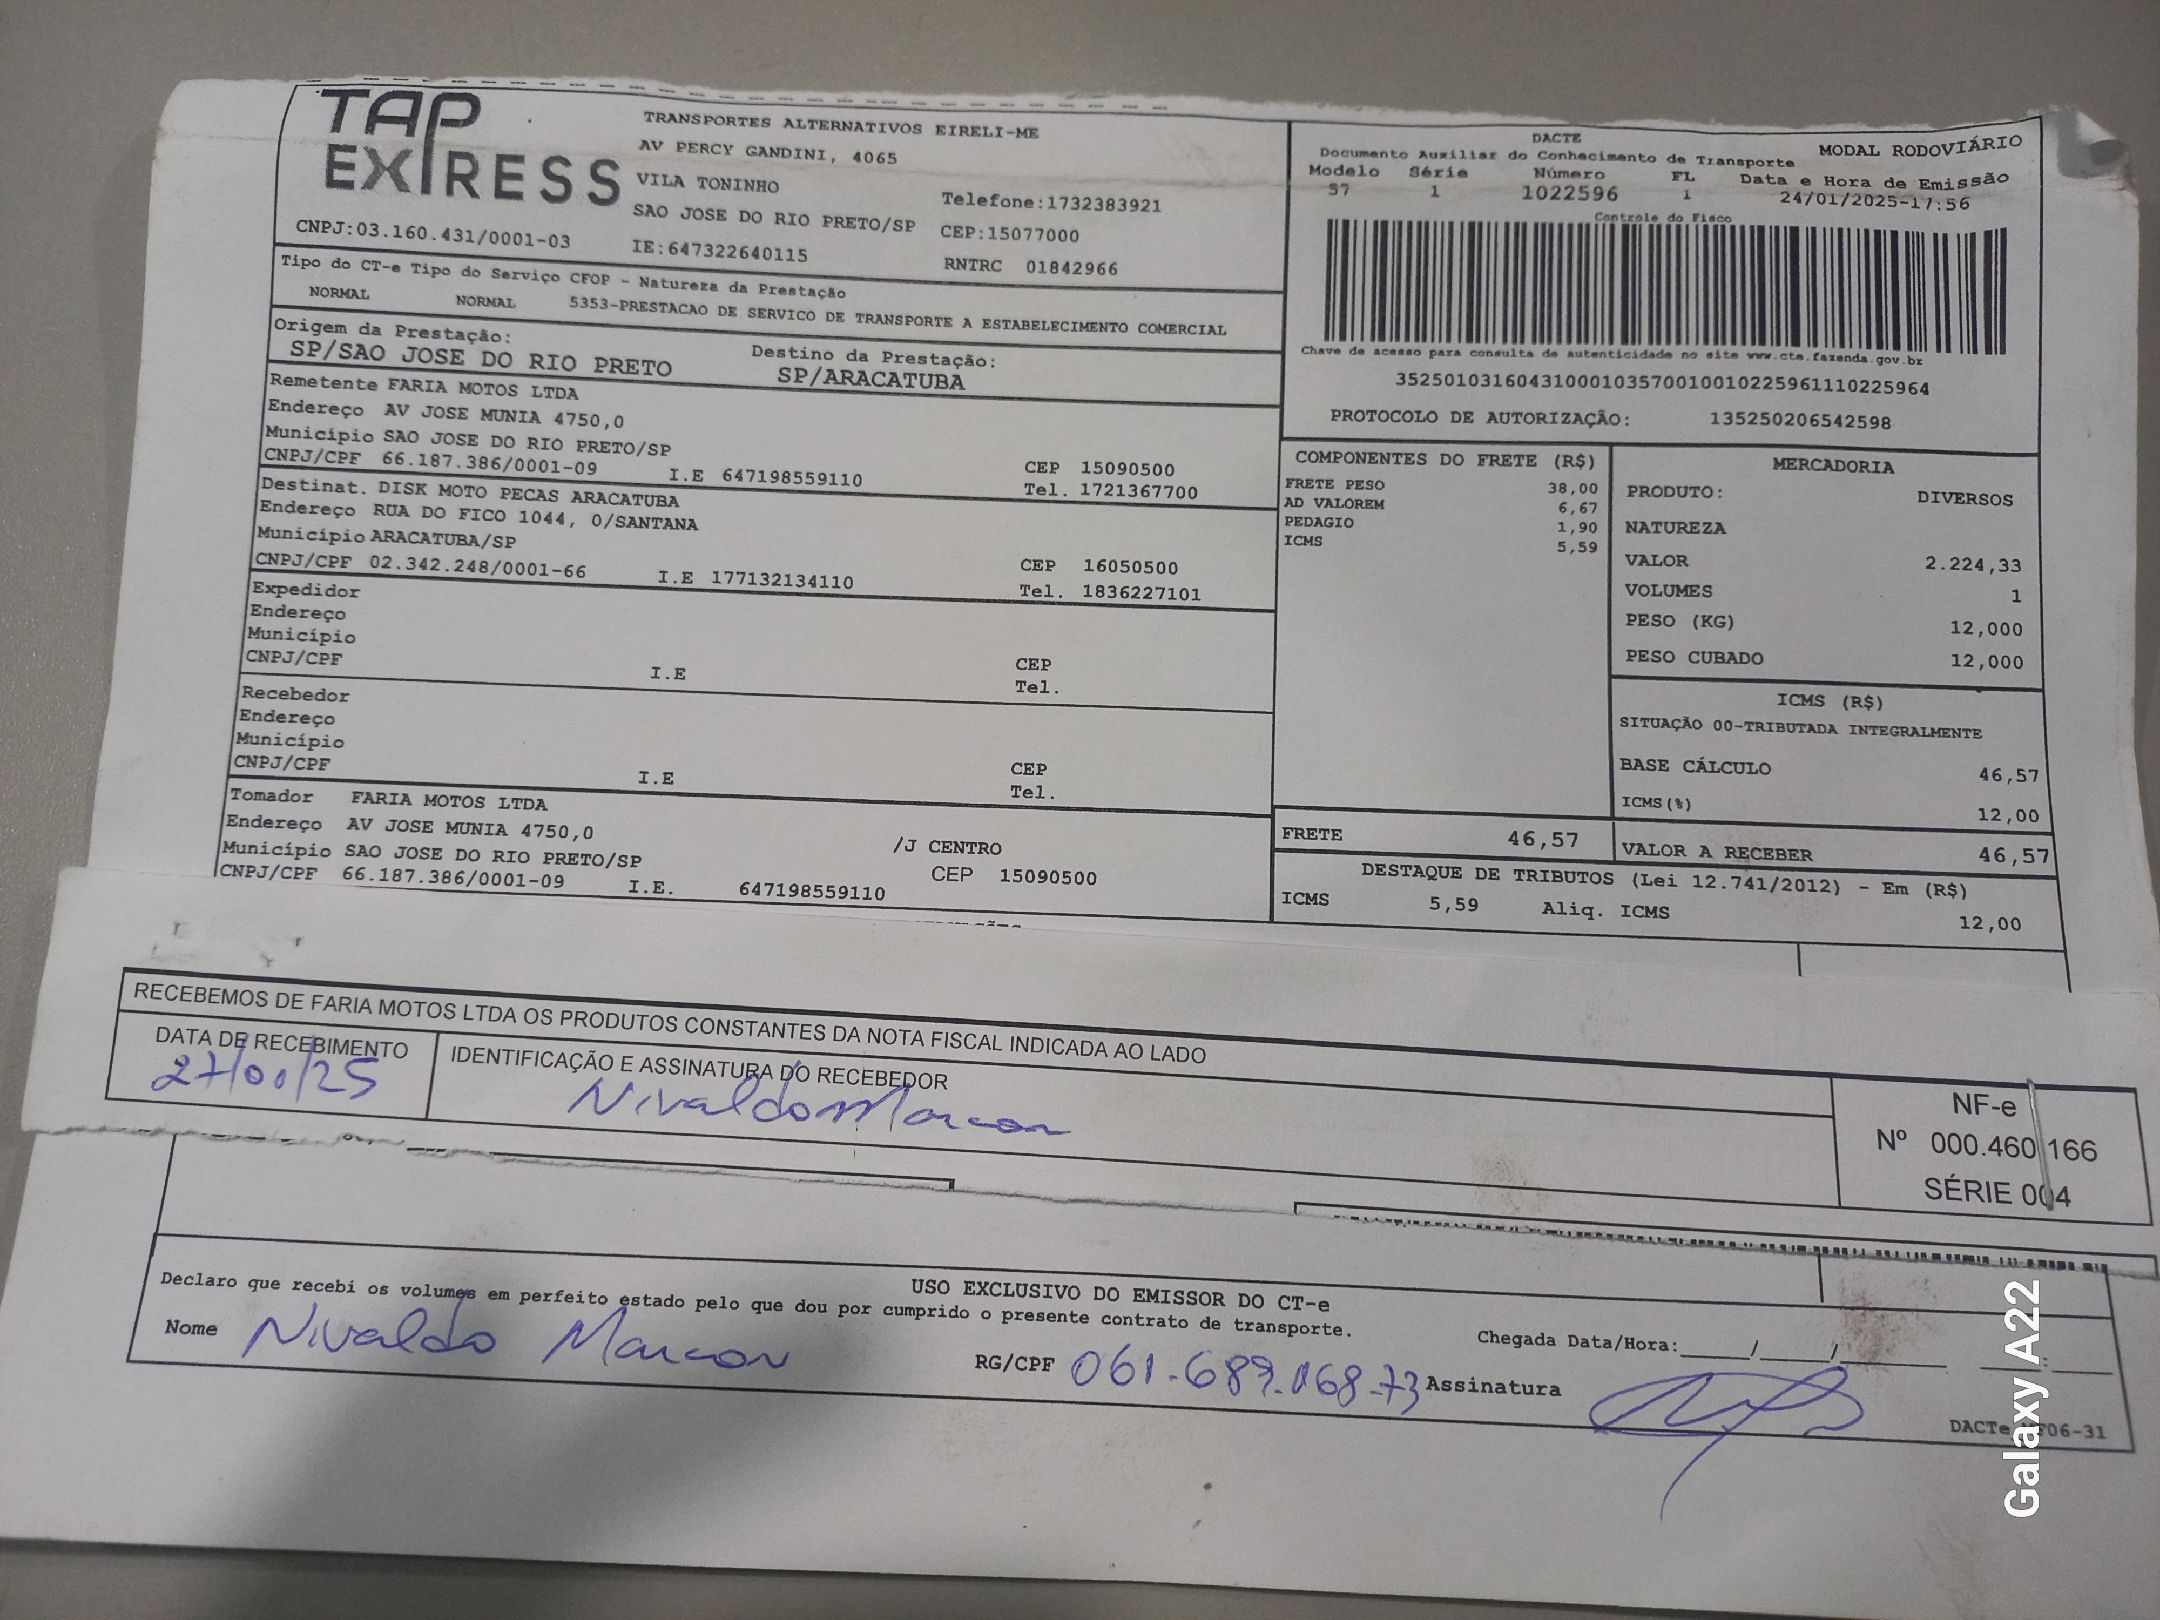 TAP EXPRESS
TRANSPORTES ALTERNATIVOS EIRELI-ME
AV PERCY GANDINI, 4065
VILA TONINHO
Telefone:1732383921
SAO JOSE DO RIO PRETO/SP
CEP:15077000
CNPJ:03.160.431/0001-03
IE:647322640115
RNTRC 01842966
Tipo do CT-e Tipo do Serviço CFOP - Natureza da Prestação
NORMAL NORMAL 5353-PRESTACAO DE SERVICO DE TRANSPORTE A ESTABELECIMENTO COMERCIAL
Origem da Prestação:
SP/SAO JOSE DO RIO PRETO
Destino da Prestação:
SP/ARACATUBA
DACTE
MODAL RODOVIÁRIO
Documento Auxiliar do Conhecimento de Transporte
Modelo Série Número FL Data e Hora de Emissão
57 1 1022596 1 24/01/2025-17:56
Controle do Fisco
Chave de acesso para consulta de autenticidade no site www.cte.fazenda.gov.br
35250103160431000103570010010225961110225964
PROTOCOLO DE AUTORIZAÇÃO: 135250206542598
Remetente FARIA MOTOS LTDA
Endereço AV JOSE MUNIA 4750,0
Município SAO JOSE DO RIO PRETO/SP
CEP 15090500
CNPJ/CPF 66.187.386/0001-09 I.E 647198559110
Tel. 1721367700
Destinat. DISK MOTO PECAS ARACATUBA
Endereço RUA DO FICO 1044, 0/SANTANA
Município ARACATUBA/SP
CEP 16050500
CNPJ/CPF 02.342.248/0001-66 I.E 177132134110
Tel. 1836227101
Expedidor
Endereço
Município
CEP
CNPJ/CPF I.E
Tel.
Recebedor
Endereço
Município
CEP
CNPJ/CPF I.E
Tel.
Tomador FARIA MOTOS LTDA
Endereço AV JOSE MUNIA 4750,0 /J CENTRO
Município SAO JOSE DO RIO PRETO/SP CEP 15090500
CNPJ/CPF 66.187.386/0001-09 I.E. 647198559110
COMPONENTES DO FRETE (R$)
FRETE PESO 38,00
AD VALOREM 6,67
PEDAGIO 1,90
ICMS 5,59
MERCADORIA
PRODUTO: DIVERSOS
NATUREZA
VALOR 2.224,33
VOLUMES 1
PESO (KG) 12,000
PESO CUBADO 12,000
ICMS (R$)
SITUAÇÃO 00-TRIBUTADA INTEGRALMENTE
BASE CÁLCULO 46,57
ICMS(%) 12,00
FRETE 46,57
VALOR A RECEBER 46,57
DESTAQUE DE TRIBUTOS (Lei 12.741/2012) - Em (R$)
ICMS 5,59 Aliq. ICMS 12,00
RECEBEMOS DE FARIA MOTOS LTDA OS PRODUTOS CONSTANTES DA NOTA FISCAL INDICADA AO LADO
DATA DE RECEBIMENTO
27/01/25
IDENTIFICAÇÃO E ASSINATURA DO RECEBEDOR
Nivaldo Marcon
NF-e
Nº 000.460.166
SÉRIE 004
USO EXCLUSIVO DO EMISSOR DO CT-e
Declaro que recebi os volumes em perfeito estado pelo que dou por cumprido o presente contrato de transporte.
Nome Nivaldo Marcon
RG/CPF 061.689.068-73
Chegada Data/Hora:____/____/____ ____:____
Assinatura
Galaxy A22